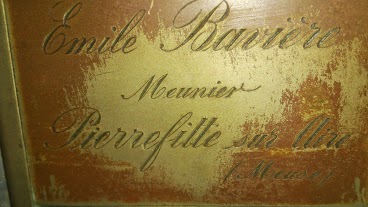 Emile Bavière
Meunier
Pierrefitte sur Aire
(Meuse)